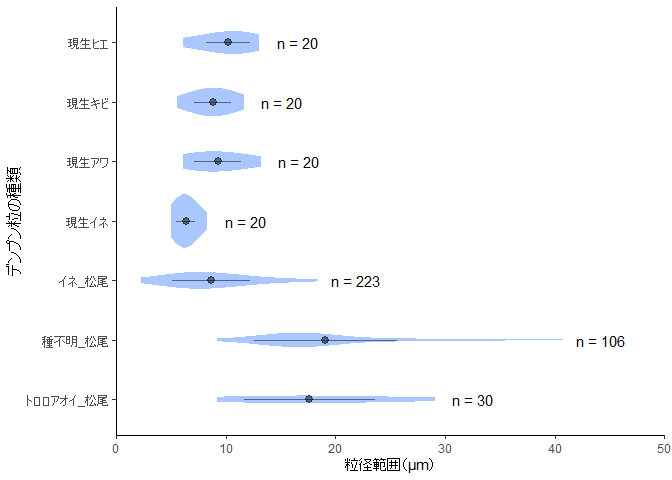 デンプン粒の種類
現生ヒエ
n = 20
現生キビ
n = 20
現生アワ
n = 20
現生イネ
n = 20
イネ_松尾
n = 223
種不明_松尾
n = 106
トロロアオイ_松尾
n = 30
0 10 20 30 40 50
粒径範囲(μm)